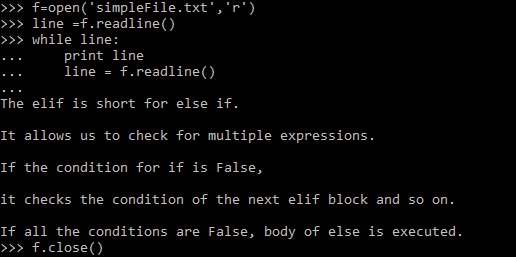 >>> f=open('simpleFile.txt','r')
>>> line =f.readline()
>>> while line:
...     print line
...     line = f.readline()
...
The elif is short for else if.
It allows us to check for multiple expressions.
If the condition for if is False,
it checks the condition of the next elif block and so on.
If all the conditions are False, body of else is executed.
>>> f.close()